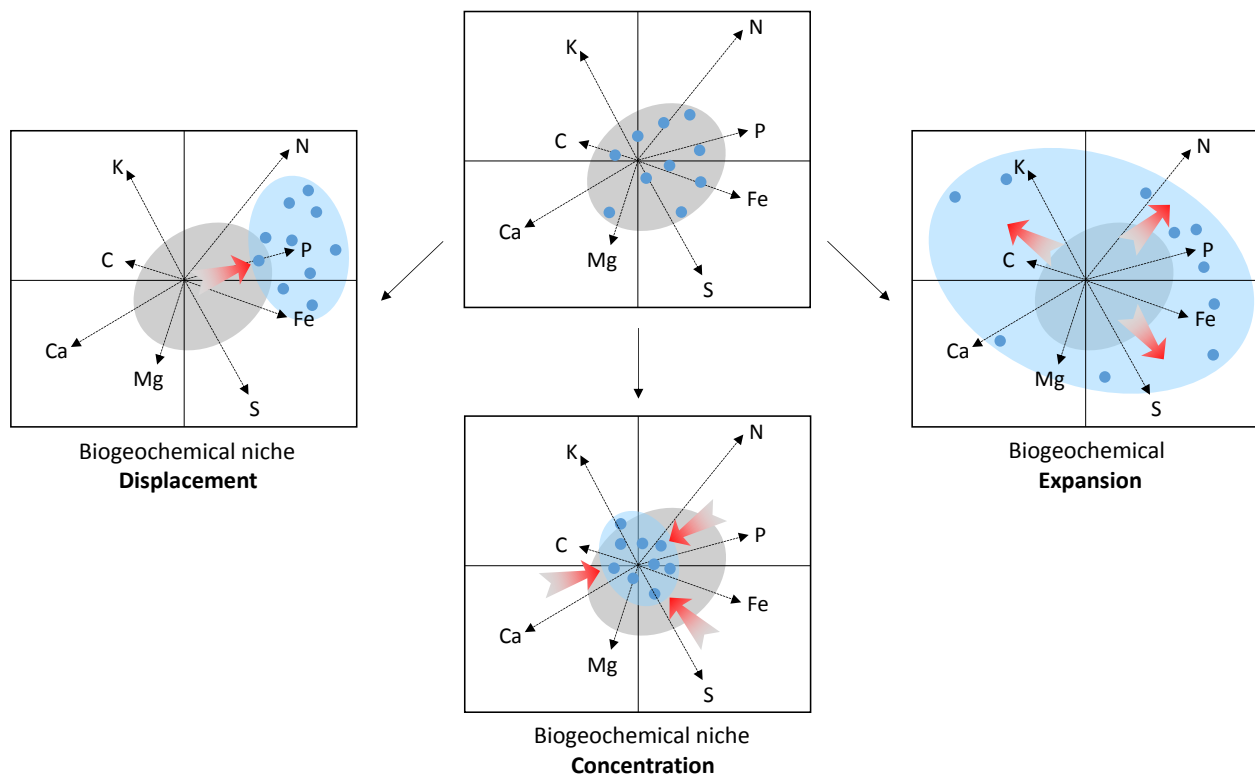 N
K
P
C
Fe
Ca
Mg
S
N
K
P
C
Fe
Ca
Mg
S
Biogeochemical niche
Displacement
N
K
P
C
Fe
Ca
Mg
S
Biogeochemical
Expansion
N
K
P
C
Fe
Ca
Mg
S
Biogeochemical niche
Concentration